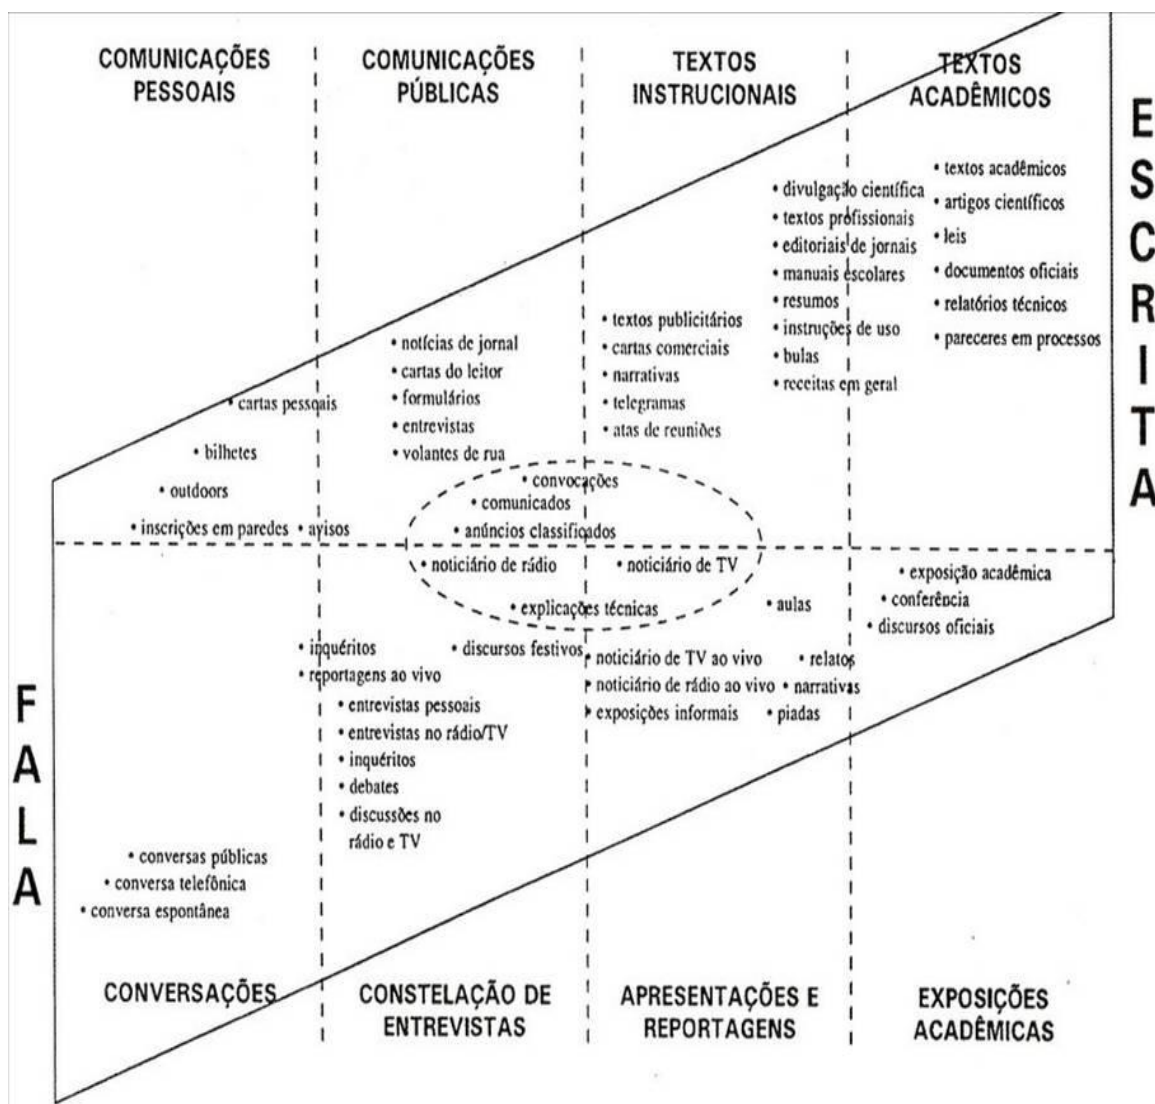 COMUNICAÇÕES
PESSOAIS
COMUNICAÇÕES
PÚBLICAS
TEXTOS
INSTRUCIONAIS
TEXTOS
ACADÊMICOS
ESCRITA
• textos acadêmicos
• artigos científicos
• leis
• documentos oficiais
• relatórios técnicos
• pareceres em processos
• divulgação científica
• textos profissionais
• editoriais de jornais
• manuais escolares
• resumos
• instruções de uso
• bulas
• receitas em geral
• textos publicitários
• cartas comerciais
• narrativas
• telegramas
• atas de reuniões
• notícias de jornal
• cartas do leitor
• formulários
• entrevistas
• volantes de rua
• cartas pessoais
• bilhetes
• outdoors
• inscrições em paredes
• avisos
• convocações
• comunicados
• anúncios classificados
• noticiário de rádio
• noticiário de TV
• explicações técnicas
• aulas
• exposição acadêmica
• conferência
• discursos oficiais
• inquéritos
• reportagens ao vivo
• discursos festivos
• noticiário de TV ao vivo
• relatos
• noticiário de rádio ao vivo
• narrativas
• exposições informais
• piadas
• entrevistas pessoais
• entrevistas no rádio/TV
• inquéritos
• debates
• discussões no
rádio e TV
• conversas públicas
• conversa telefônica
• conversa espontânea
FALA
CONVERSAÇÕES
CONSTELAÇÃO DE
ENTREVISTAS
APRESENTAÇÕES E
REPORTAGENS
EXPOSIÇÕES
ACADÊMICAS